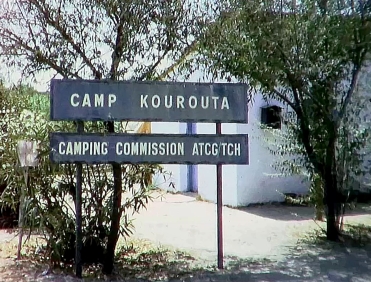 CAMP KOUROUTA
CAMPING COMMISSION ATCG TCH